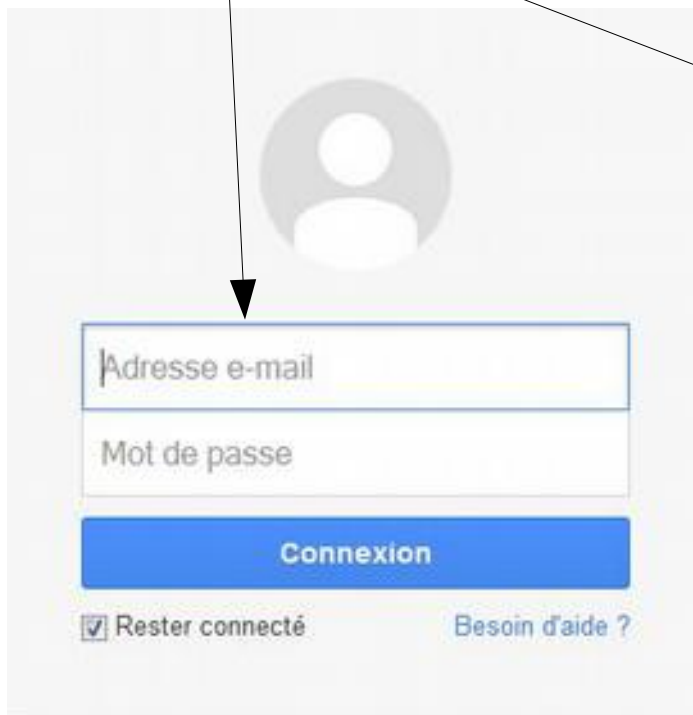 Adresse e-mail
Mot de passe
Connexion
Rester connecté Besoin d'aide ?